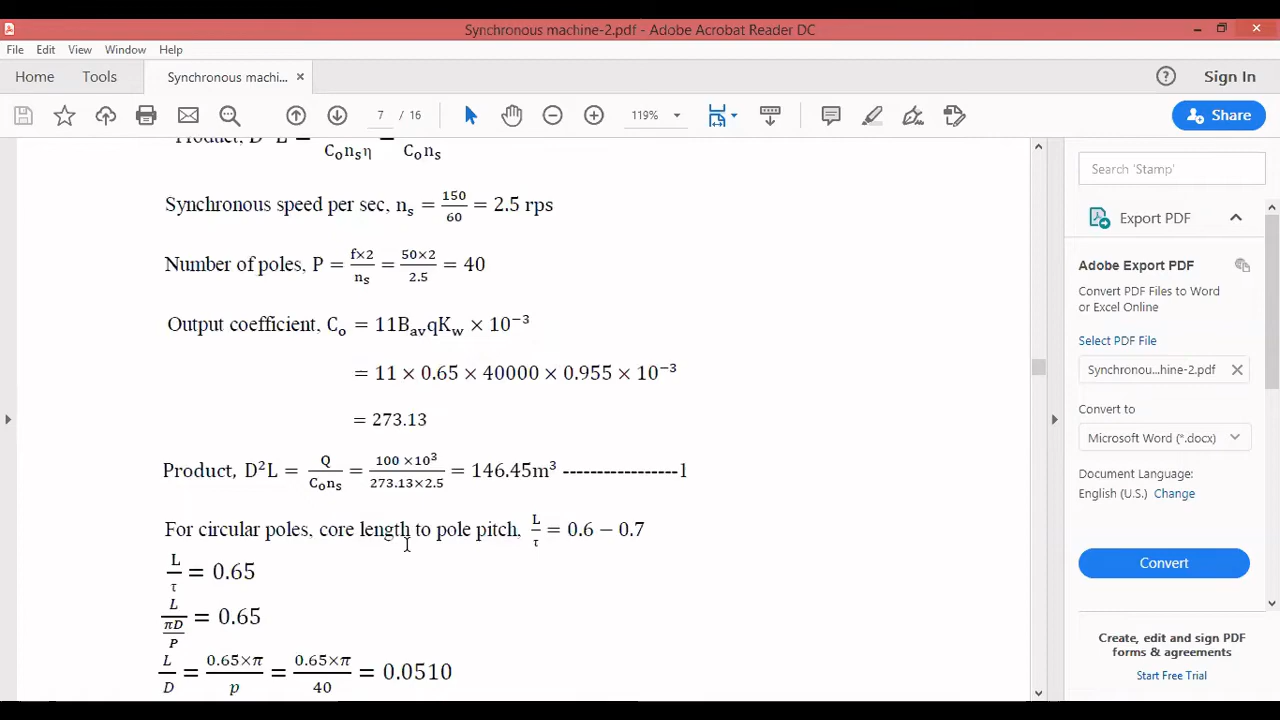 Synchronous machine-2.pdf - Adobe Acrobat Reader DC
File Edit View Window Help
Home Tools Synchronous machi... ×
Sign In
7 / 16 119% Share
C₀nₛη C₀nₛ
Synchronous speed per sec, nₛ = 150/60 = 2.5 rps
Number of poles, P = f×2/nₛ = 50×2/2.5 = 40
Output coefficient, C₀ = 11B_av qK_w × 10⁻³
= 11 × 0.65 × 40000 × 0.955 × 10⁻³
= 273.13
Product, D²L = Q/C₀nₛ = 100 ×10³/273.13×2.5 = 146.45m³ -----------------1
For circular poles, core length to pole pitch, L/τ = 0.6 − 0.7
L/τ = 0.65
L/(πD/P) = 0.65
L/D = 0.65×π/p = 0.65×π/40 = 0.0510
Search 'Stamp'
Export PDF
Adobe Export PDF
Convert PDF Files to Word
or Excel Online
Select PDF File
Synchronou...hine-2.pdf
Convert to
Microsoft Word (*.docx)
Document Language:
English (U.S.) Change
Convert
Create, edit and sign PDF
forms & agreements
Start Free Trial